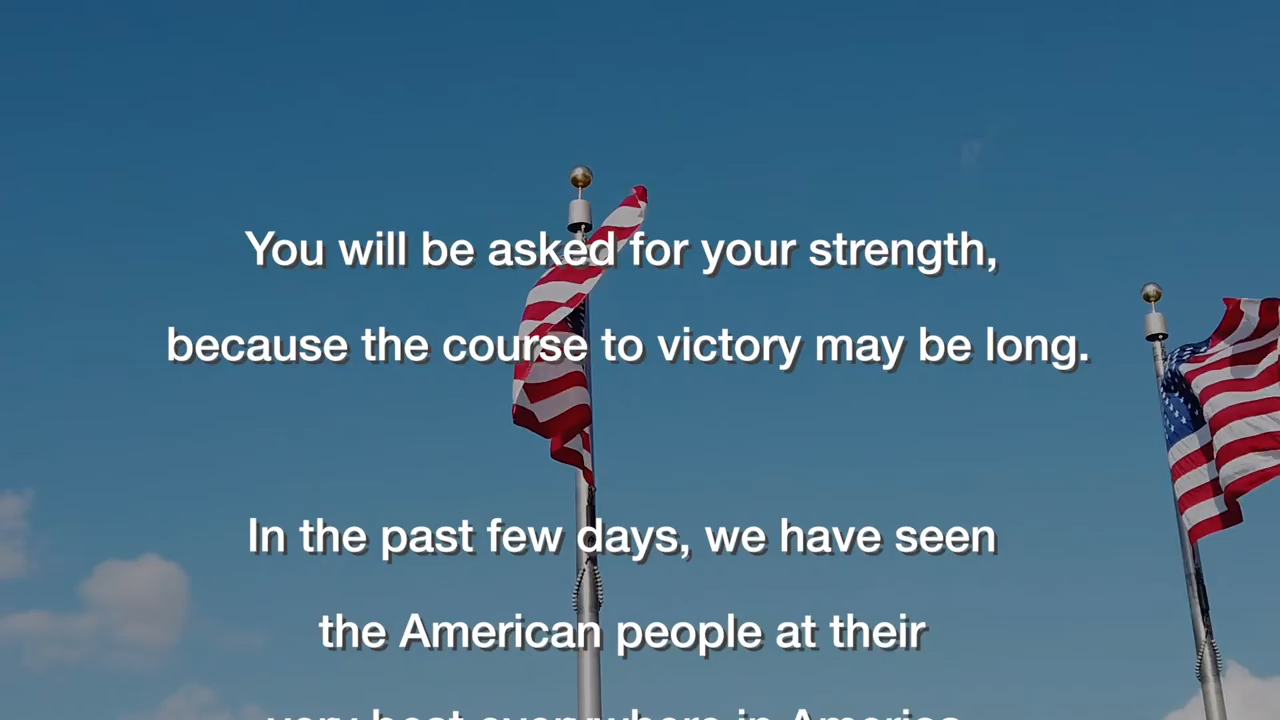 You will be asked for your strength,
because the course to victory may be long.
In the past few days, we have seen
the American people at their
very best everywhere in America.